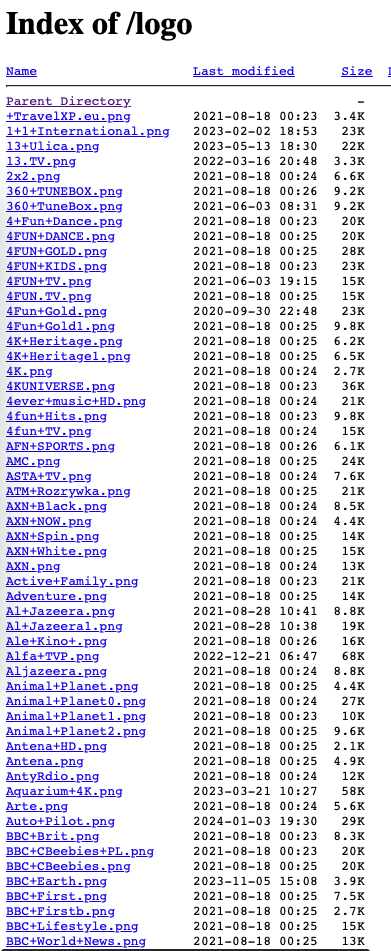 Index of /logo
Name Last modified Size
Parent Directory -
+TravelXP.eu.png 2021-08-18 00:23 3.4K
1+1+International.png 2023-02-02 18:53 23K
13+Ulica.png 2023-05-13 18:30 22K
13.TV.png 2022-03-16 20:48 3.3K
2x2.png 2021-08-18 00:24 6.6K
360+TUNEBOX.png 2021-08-18 00:26 9.2K
360+TuneBox.png 2021-06-03 08:31 9.2K
4+Fun+Dance.png 2021-08-18 00:23 20K
4FUN+DANCE.png 2021-08-18 00:25 20K
4FUN+GOLD.png 2021-08-18 00:25 28K
4FUN+KIDS.png 2021-08-18 00:23 23K
4FUN+TV.png 2021-06-03 19:15 15K
4FUN.TV.png 2021-08-18 00:25 15K
4Fun+Gold.png 2020-09-30 22:48 23K
4Fun+Gold1.png 2021-08-18 00:25 9.8K
4K+Heritage.png 2021-08-18 00:25 6.2K
4K+Heritage1.png 2021-08-18 00:25 6.5K
4K.png 2021-08-18 00:24 2.7K
4KUNIVERSE.png 2021-08-18 00:23 36K
4ever+music+HD.png 2021-08-18 00:24 21K
4fun+Hits.png 2021-08-18 00:23 9.8K
4fun+TV.png 2021-08-18 00:24 15K
AFN+SPORTS.png 2021-08-18 00:26 6.1K
AMC.png 2021-08-18 00:25 24K
ASTA+TV.png 2021-08-18 00:24 7.6K
ATM+Rozrywka.png 2021-08-18 00:25 21K
AXN+Black.png 2021-08-18 00:24 8.5K
AXN+NOW.png 2021-08-18 00:24 4.4K
AXN+Spin.png 2021-08-18 00:25 14K
AXN+White.png 2021-08-18 00:25 15K
AXN.png 2021-08-18 00:24 13K
Active+Family.png 2021-08-18 00:23 21K
Adventure.png 2021-08-18 00:25 14K
Al+Jazeera.png 2021-08-28 10:41 8.8K
Al+Jazeera1.png 2021-08-28 10:38 19K
Ale+Kino+.png 2021-08-18 00:26 16K
Alfa+TVP.png 2022-12-21 06:47 68K
Aljazeera.png 2021-08-18 00:24 8.8K
Animal+Planet.png 2021-08-18 00:25 4.4K
Animal+Planet0.png 2021-08-18 00:24 27K
Animal+Planet1.png 2021-08-18 00:23 10K
Animal+Planet2.png 2021-08-18 00:25 9.6K
Antena+HD.png 2021-08-18 00:25 2.1K
Antena.png 2021-08-18 00:25 4.9K
AntyRdio.png 2021-08-18 00:24 12K
Aquarium+4K.png 2023-03-21 10:27 58K
Arte.png 2021-08-18 00:24 5.6K
Auto+Pilot.png 2024-01-03 19:30 29K
BBC+Brit.png 2021-08-18 00:23 8.3K
BBC+CBeebies+PL.png 2021-08-18 00:23 20K
BBC+CBeebies.png 2021-08-18 00:25 20K
BBC+Earth.png 2023-11-05 15:08 3.9K
BBC+First.png 2021-08-18 00:25 7.5K
BBC+Firstb.png 2021-08-18 00:25 2.7K
BBC+Lifestyle.png 2021-08-18 00:25 15K
BBC+World+News.png 2021-08-18 00:25 13K